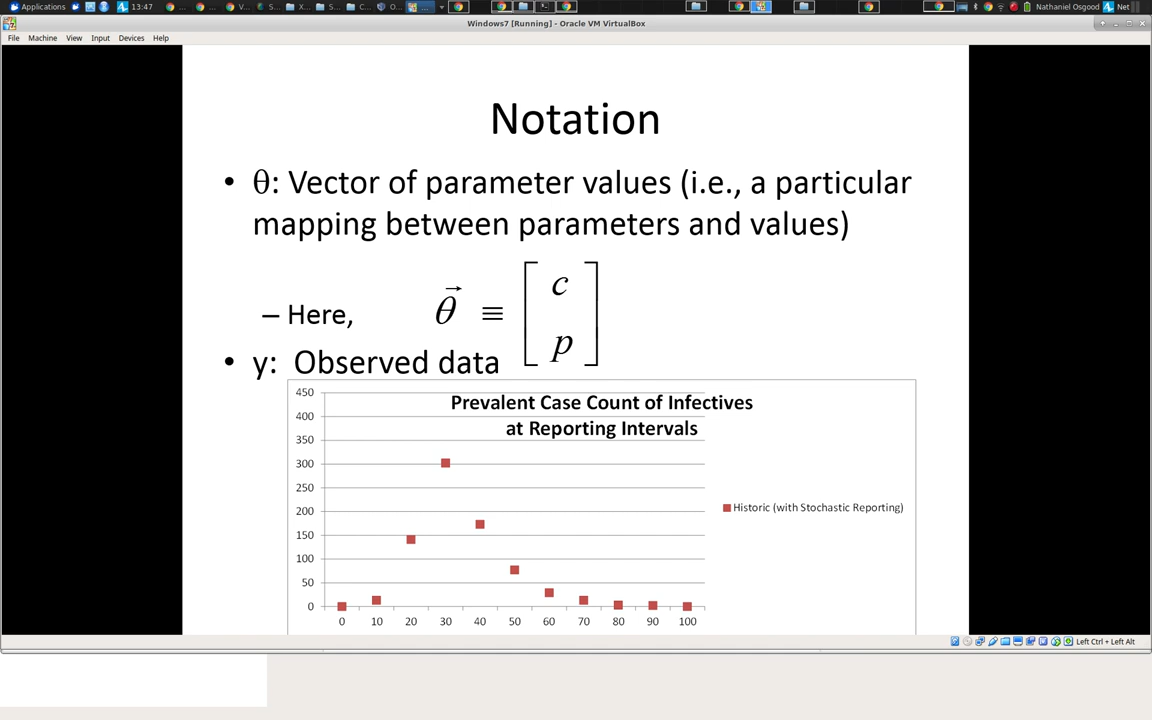 Applications
13:47
V...
S...
X...
S...
C...
O...
Nathaniel Osgood
Net
Windows7 [Running] - Oracle VM VirtualBox
File Machine View Input Devices Help
Notation
• θ: Vector of parameter values (i.e., a particular
mapping between parameters and values)
– Here, θ⃗ ≡ [ c
p ]
• y: Observed data
Prevalent Case Count of Infectives
at Reporting Intervals
450
400
350
300
250
200
150
100
50
0
0 10 20 30 40 50 60 70 80 90 100
Historic (with Stochastic Reporting)
Left Ctrl + Left Alt